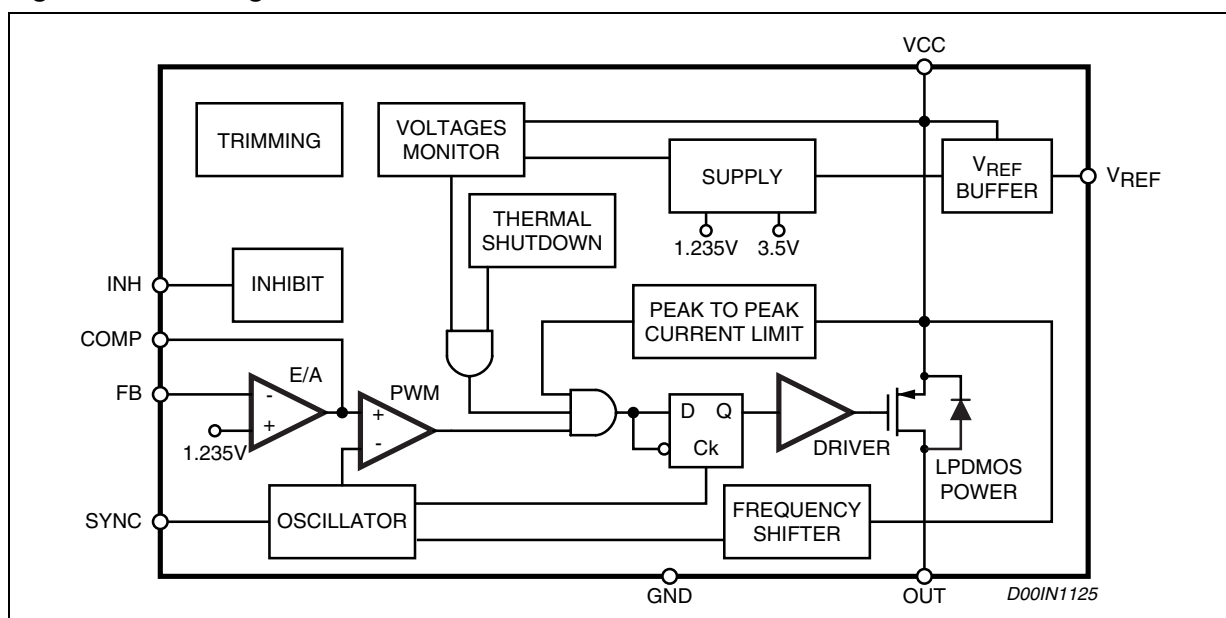 VCC
TRIMMING
VOLTAGES
MONITOR
SUPPLY
VREF
BUFFER
VREF
THERMAL
SHUTDOWN
1.235V 3.5V
INH
INHIBIT
PEAK TO PEAK
CURRENT LIMIT
COMP
E/A
PWM
FB
-
+
1.235V
+
-
D Q
Ck
DRIVER
LPDMOS
POWER
SYNC
OSCILLATOR
FREQUENCY
SHIFTER
GND
OUT
D00IN1125